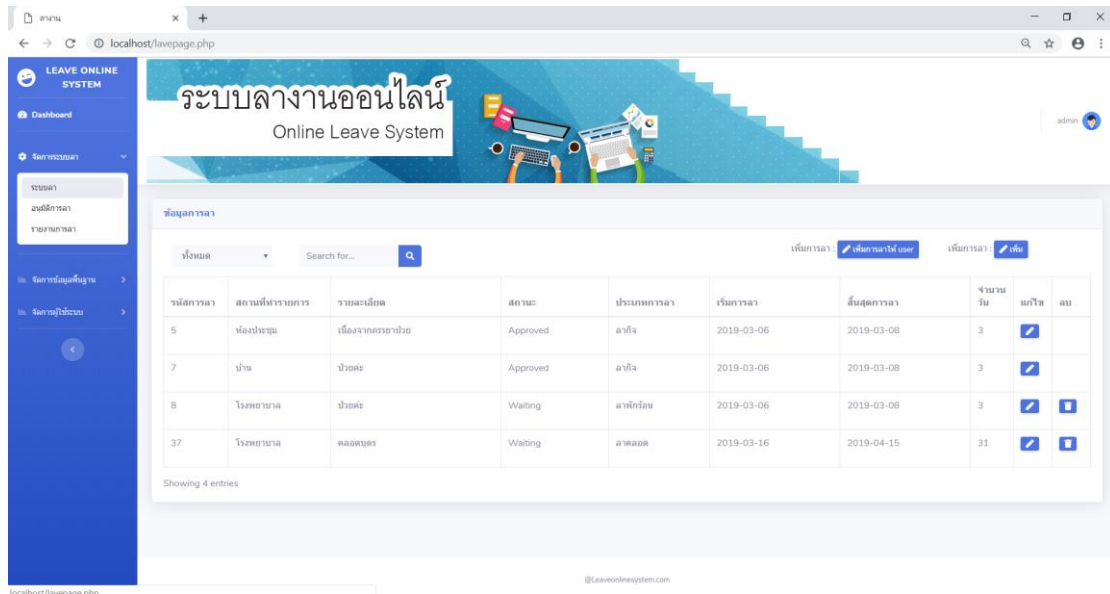 ลางาน
localhost/lavepage.php
LEAVE ONLINE
SYSTEM
Dashboard
จัดการระบบลา
ระบบลา
อนุมัติการลา
รายงานการลา
จัดการข้อมูลพื้นฐาน
จัดการผู้ใช้ระบบ
ระบบลางานออนไลน์
Online Leave System
admin
ข้อมูลการลา
ทั้งหมด Search for... เพิ่มการลา : เพิ่มการลาให้ user เพิ่มการลา : เพิ่ม
รหัสการลา สถานที่ทำรายการ รายละเอียด สถานะ ประเภทการลา เริ่มการลา สิ้นสุดการลา จำนวนวัน แก้ไข ลบ
5 ห้องประชุม เนื่องจากภรรยาป่วย Approved ลากิจ 2019-03-06 2019-03-08 3
7 บ้าน ป่วยค่ะ Approved ลากิจ 2019-03-06 2019-03-08 3
8 โรงพยาบาล ป่วยค่ะ Waiting ลาพักร้อน 2019-03-06 2019-03-08 3
37 โรงพยาบาล คลอดบุตร Waiting ลาคลอด 2019-03-16 2019-04-15 31
Showing 4 entries
@Leaveonlinesystem.com
localhost/lavepage.php